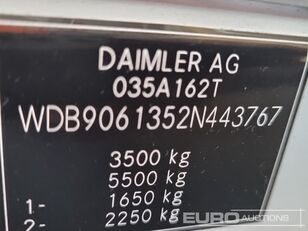 DAIMLER AG
035A162T
WDB9061352N443767
3500 kg
5500 kg
1- 1650 kg
2- 2250 kg
EURO AUCTIONS